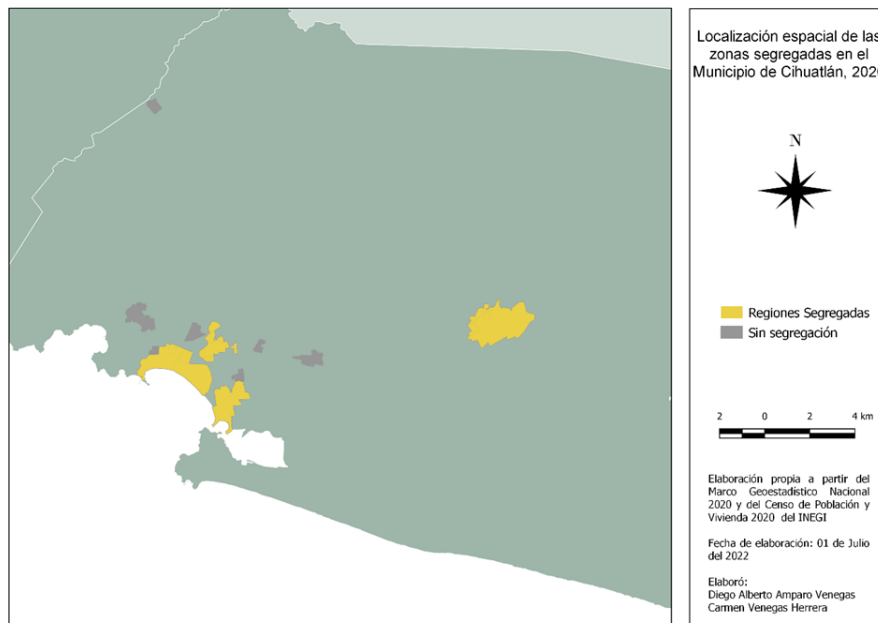 Localización espacial de las
zonas segregadas en el
Municipio de Cihuatlán, 2020
N
Regiones Segregadas
Sin segregación
2 0 2 4 km
Elaboración propia a partir del
Marco Geoestadístico Nacional
2020 y del Censo de Población y
Vivienda 2020 del INEGI
Fecha de elaboración: 01 de Julio
del 2022
Elaboró:
Diego Alberto Amparo Venegas
Carmen Venegas Herrera